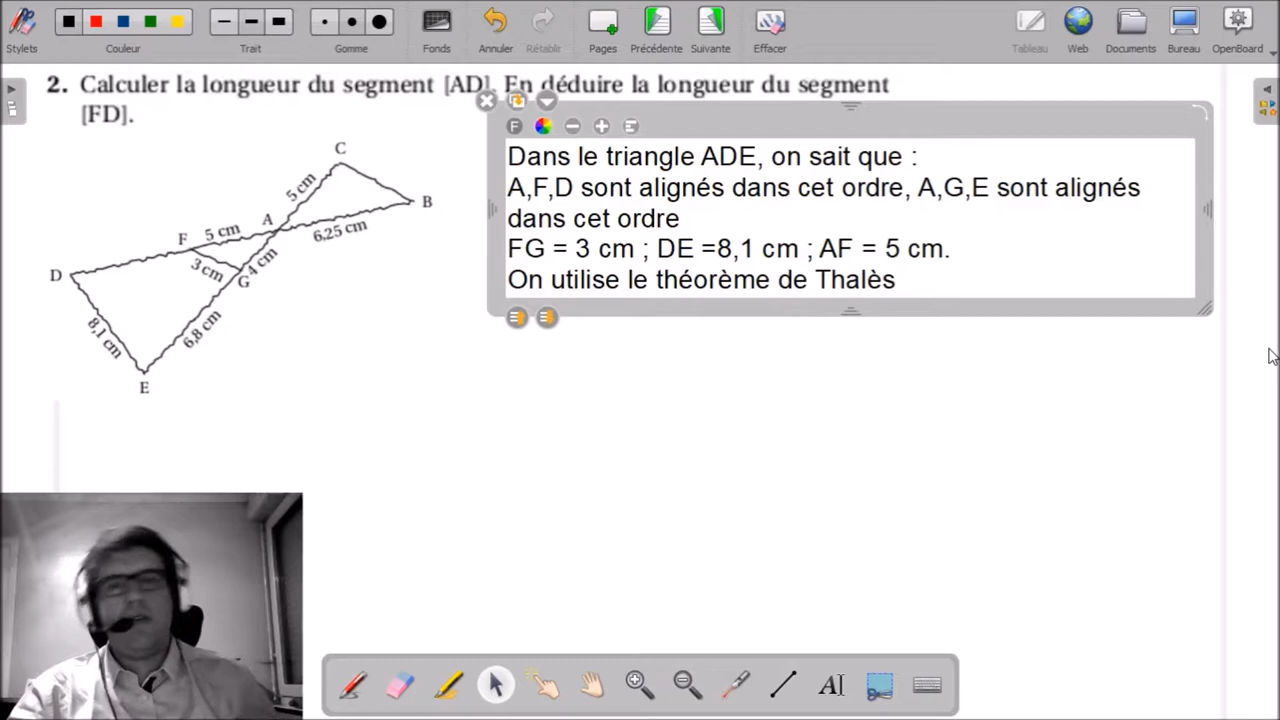 Stylets
Couleur
Trait
Gomme
Fonds
Annuler
Rétablir
Pages
Précédente
Suivante
Effacer
Tableau
Web
Documents
Bureau
OpenBoard
2. Calculer la longueur du segment [AD]. En déduire la longueur du segment
[FD].
F
Dans le triangle ADE, on sait que :
A,F,D sont alignés dans cet ordre, A,G,E sont alignés
dans cet ordre
FG = 3 cm ; DE =8,1 cm ; AF = 5 cm.
On utilise le théorème de Thalès
C
5 cm
B
A
6,25 cm
F
5 cm
3 cm
4 cm
G
D
8,1 cm
6,8 cm
E
AI